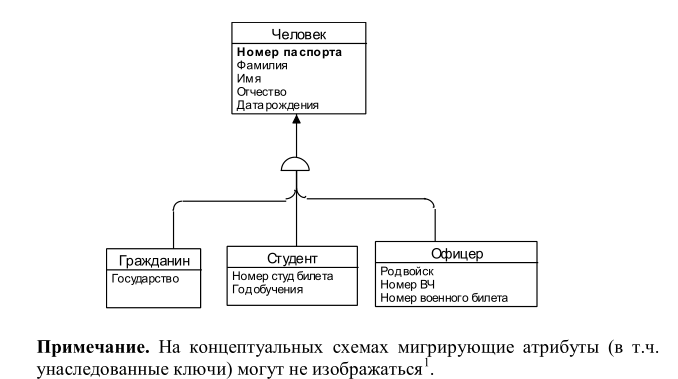 Человек
Номер паспорта
Фамилия
Имя
Отчество
Дата рождения
Гражданин
Государство
Студент
Номер студ билета
Год обучения
Офицер
Род войск
Номер ВЧ
Номер военного билета
Примечание. На концептуальных схемах мигрирующие атрибуты (в т.ч.
унаследованные ключи) могут не изображаться¹.